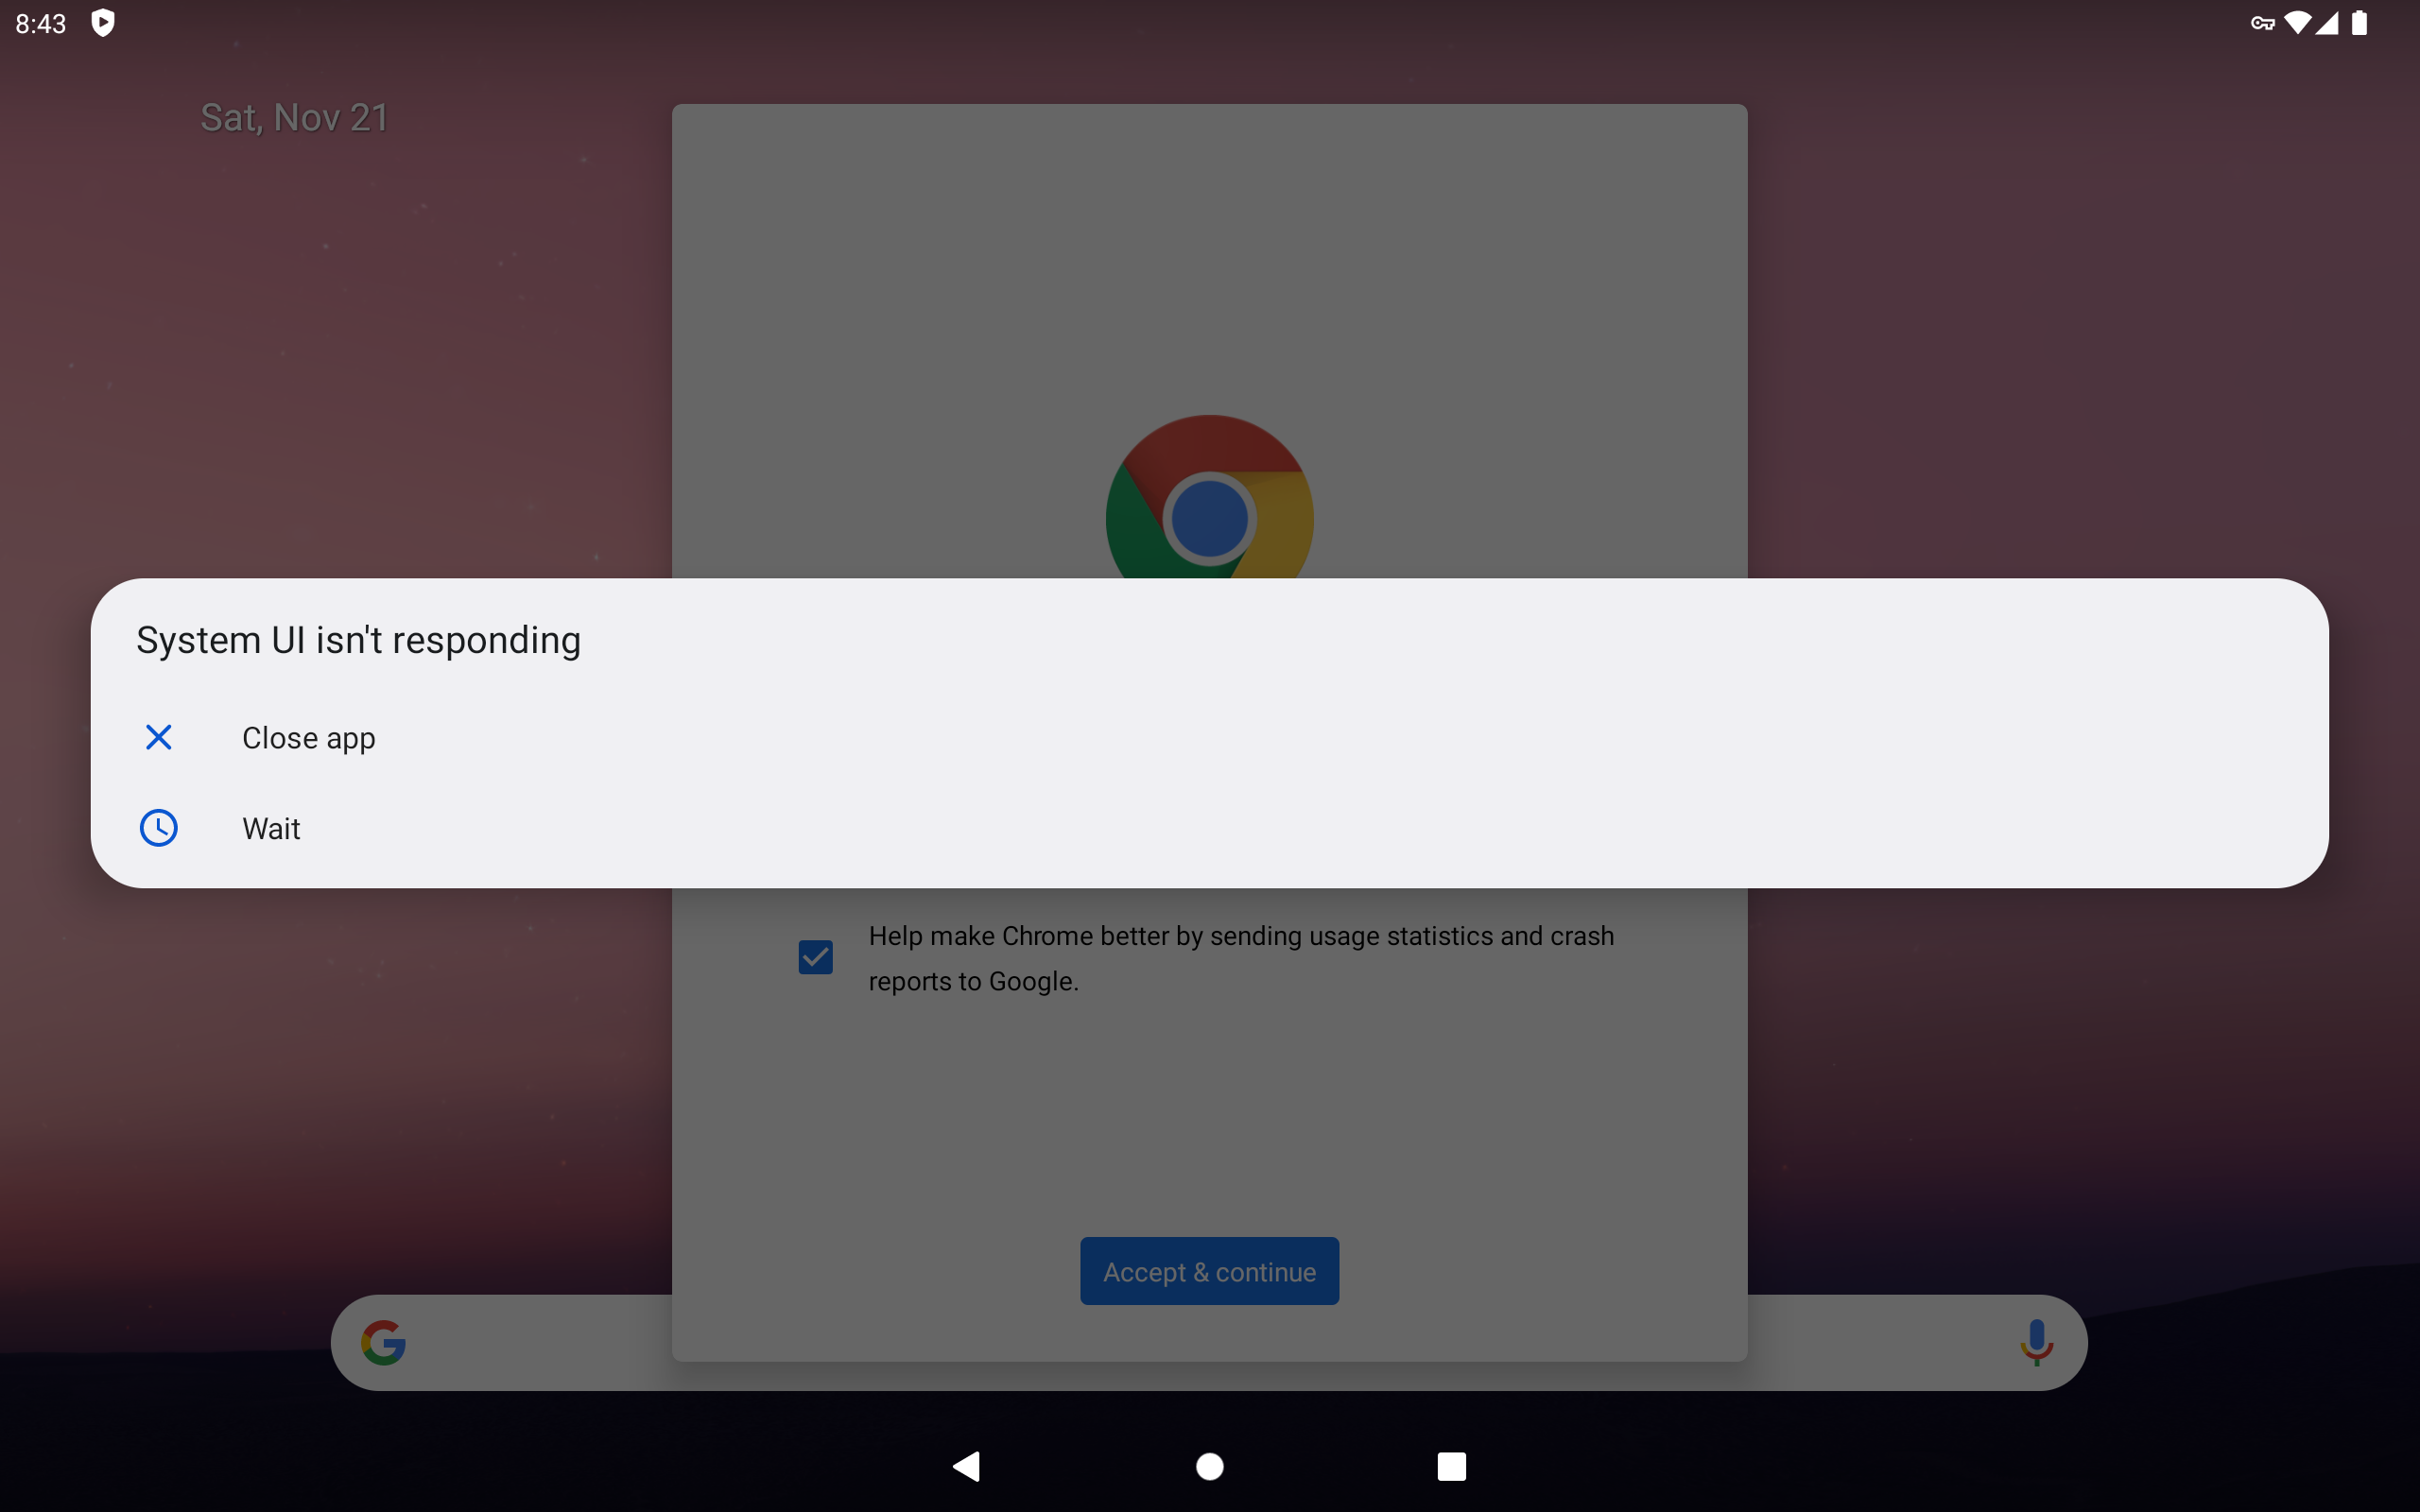 8:43
Sat, Nov 21
System UI isn't responding
Close app
Wait
Help make Chrome better by sending usage statistics and crash
reports to Google.
Accept & continue